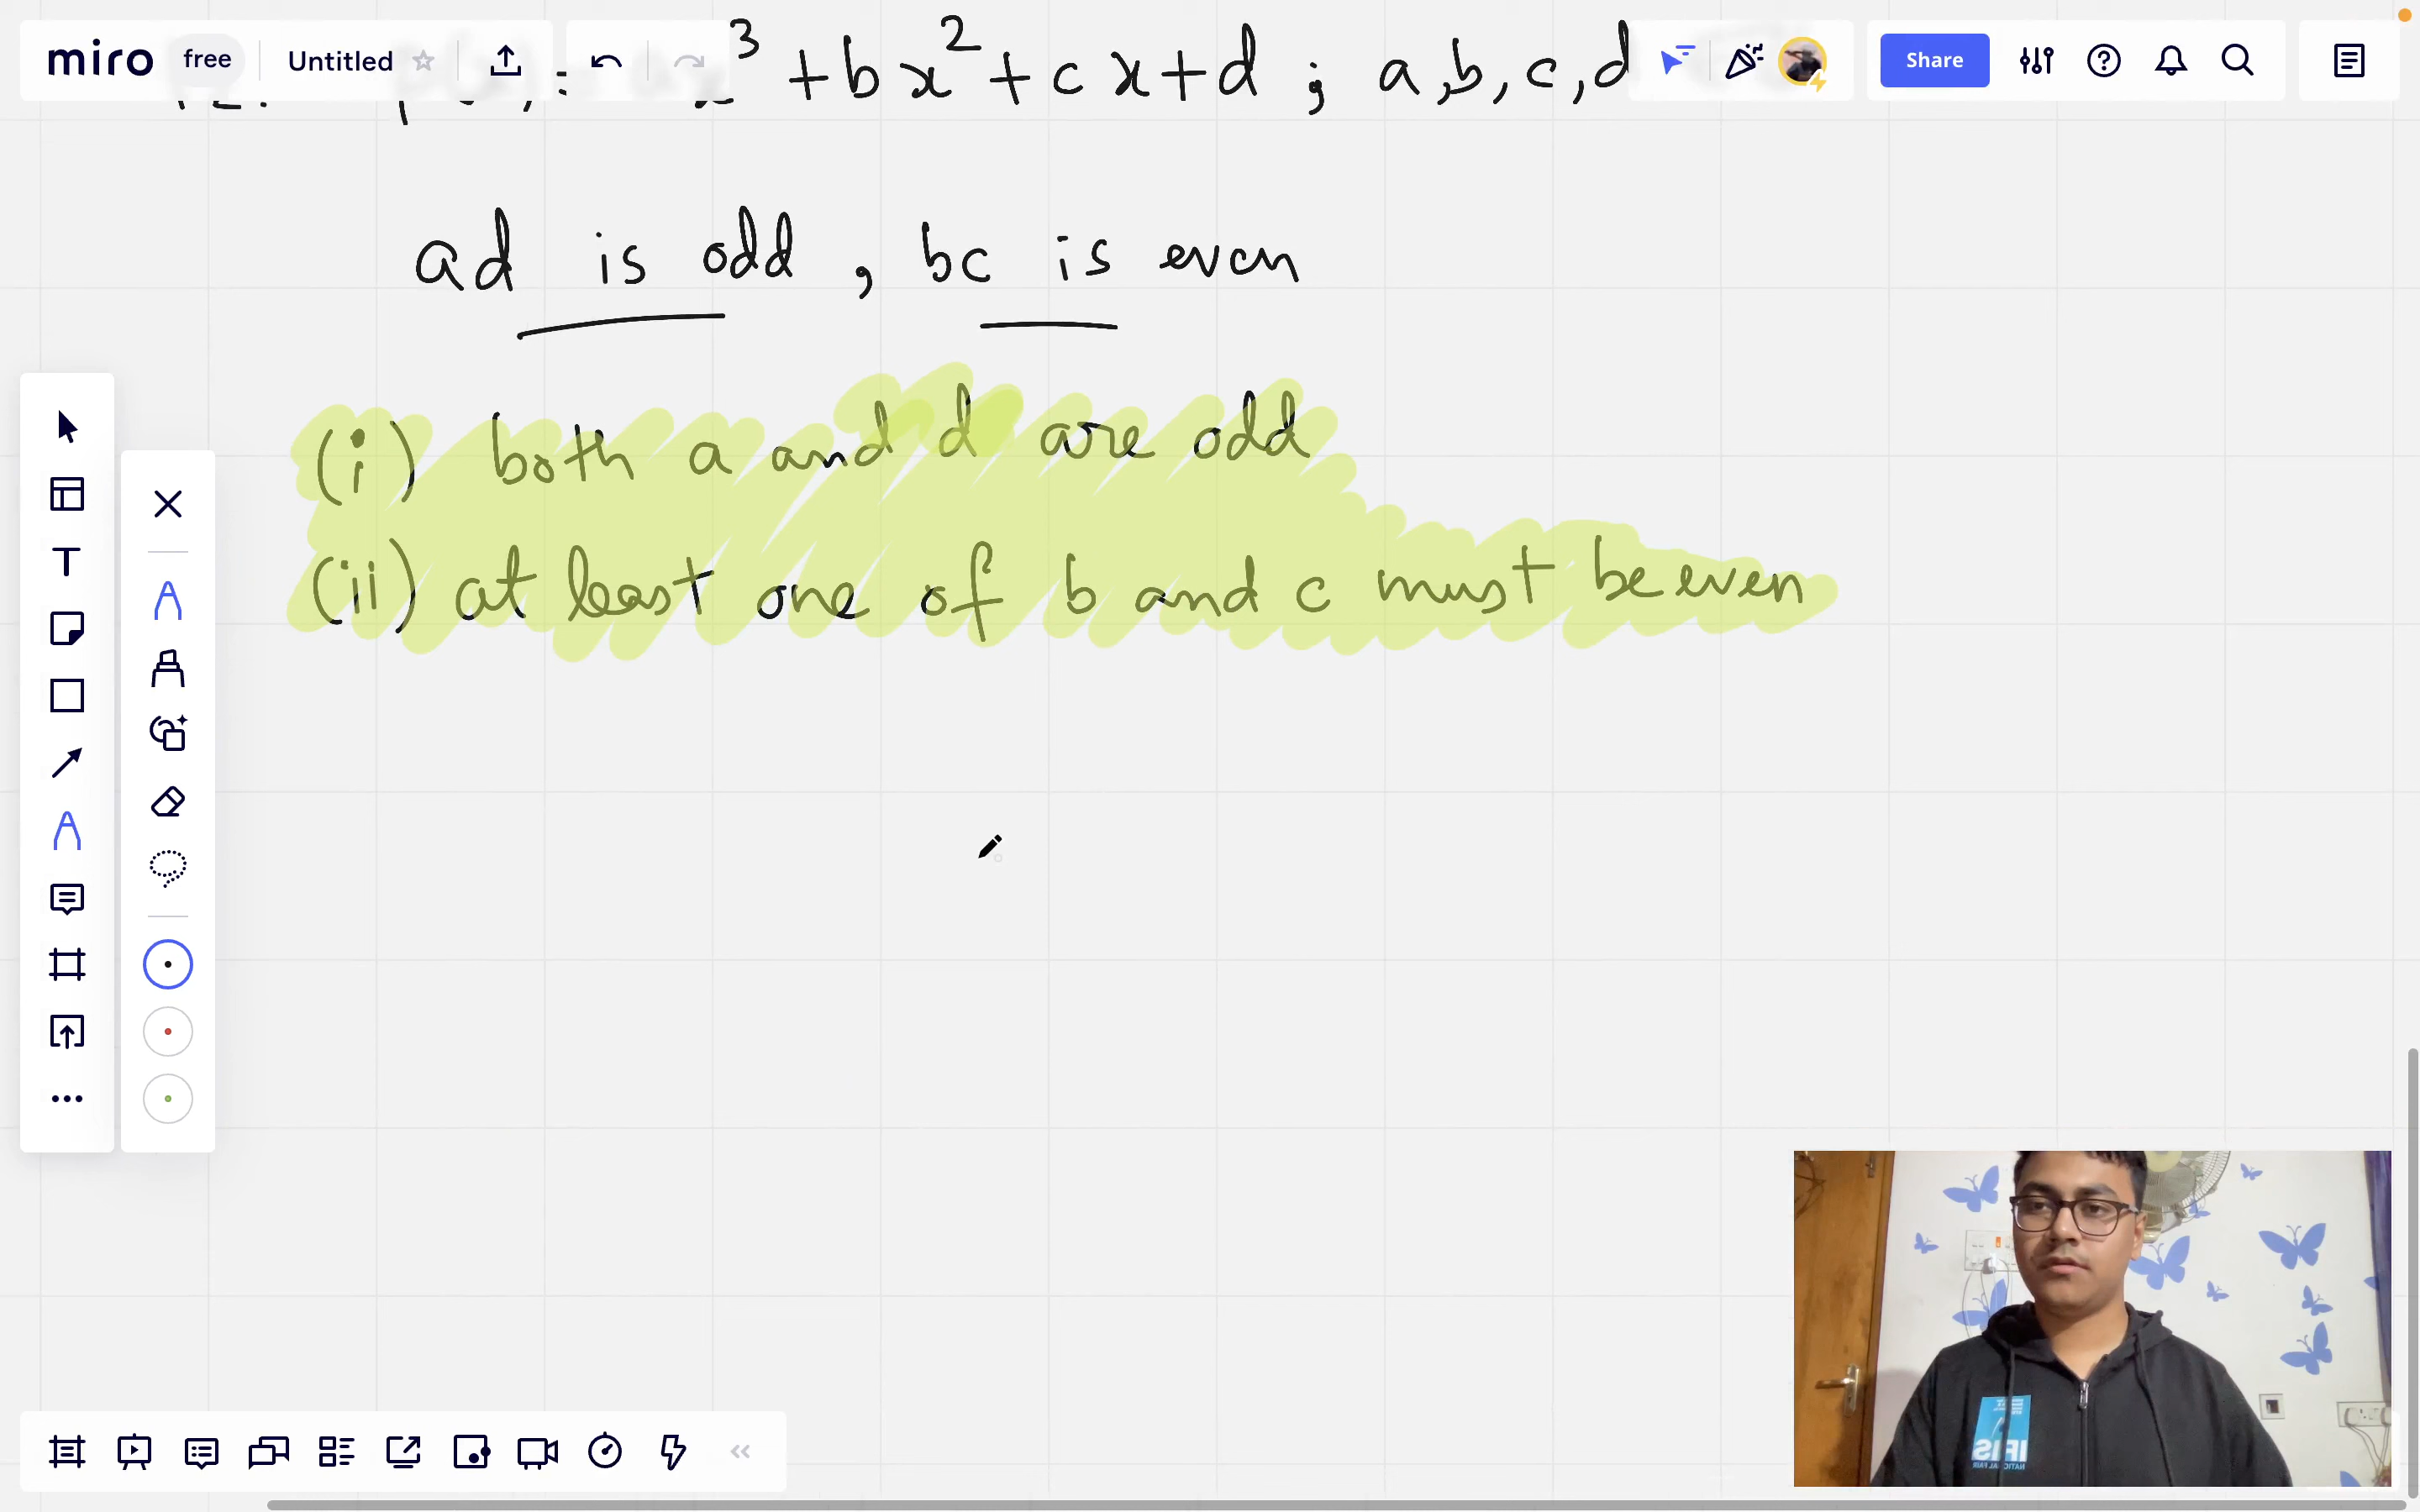 miro free Untitled Share
x³ + bx² + cx + d ; a, b, c, d
ad is odd , bc is even
(i) both a and d are odd
(ii) at least one of b and c must be even